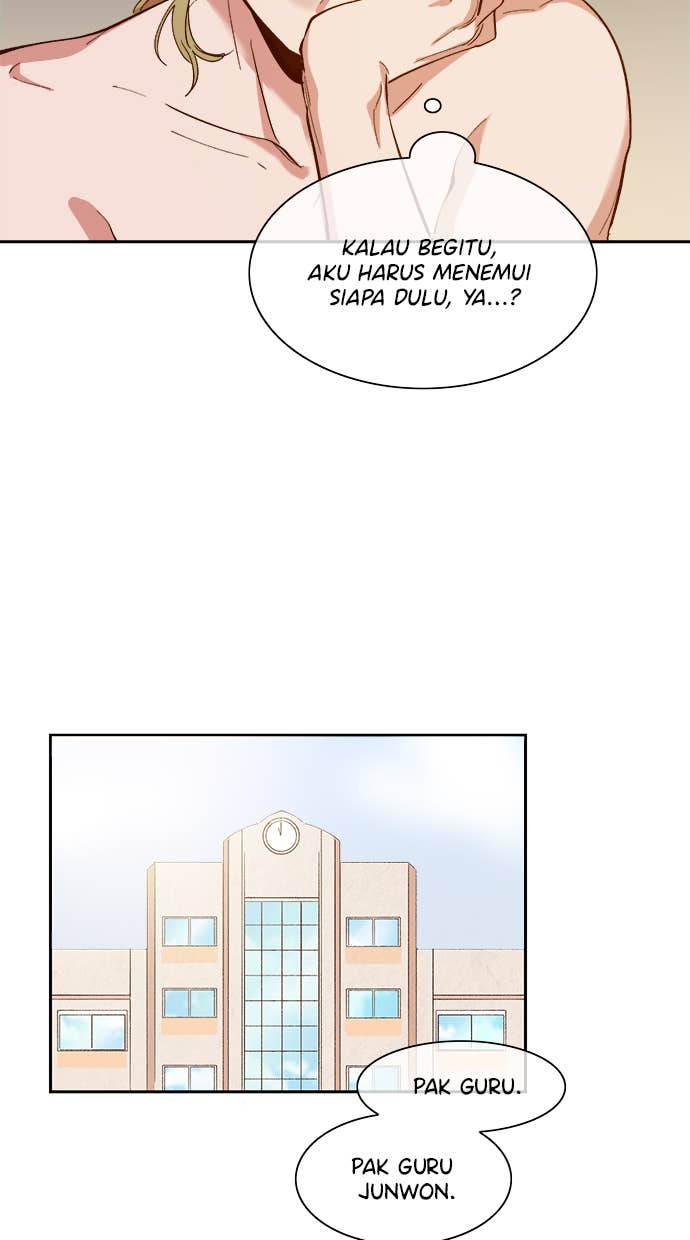 KALAU BEGITU,
AKU HARUS MENEMUI
SIAPA DULU, YA...?
PAK GURU.
PAK GURU
JUNWON.